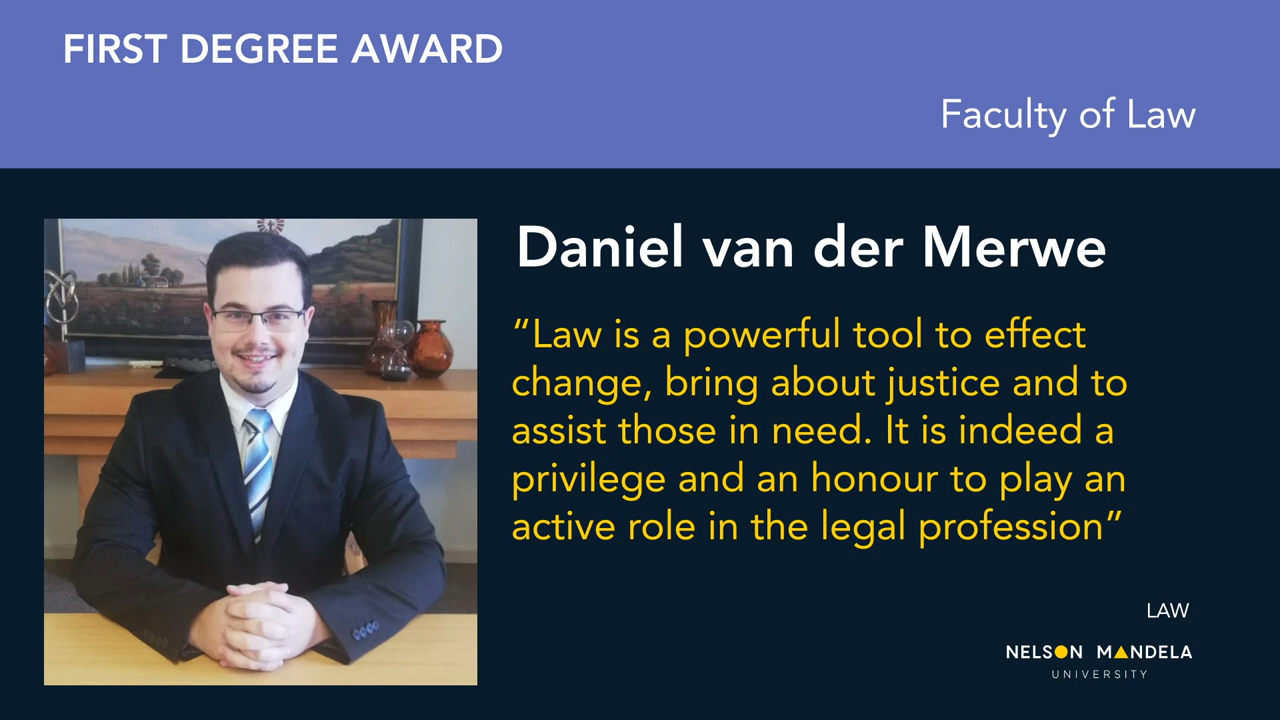 FIRST DEGREE AWARD
Faculty of Law
Daniel van der Merwe
“Law is a powerful tool to effect
change, bring about justice and to
assist those in need. It is indeed a
privilege and an honour to play an
active role in the legal profession”
LAW
NELSON MANDELA
UNIVERSITY